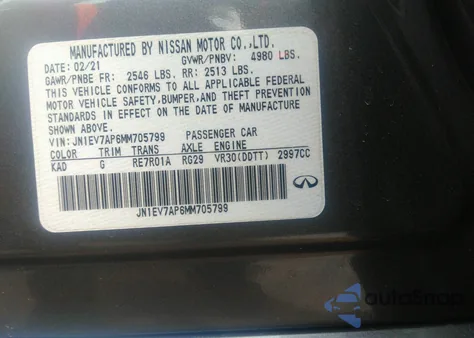 MANUFACTURED BY NISSAN MOTOR CO.,LTD.
DATE: 02/21 GVWR/PNBV: 4980 LBS.
GAWR/PNBE FR: 2546 LBS. RR: 2513 LBS.
THIS VEHICLE CONFORMS TO ALL APPLICABLE FEDERAL
MOTOR VEHICLE SAFETY,BUMPER,AND THEFT PREVENTION
STANDARDS IN EFFECT ON THE DATE OF MANUFACTURE
SHOWN ABOVE.
VIN: JN1EV7AP6MM705799 PASSENGER CAR
COLOR TRIM TRANS AXLE ENGINE
KAD G RE7R01A RG29 VR30(DDTT) 2997CC
JN1EV7AP6MM705799
autoSnap